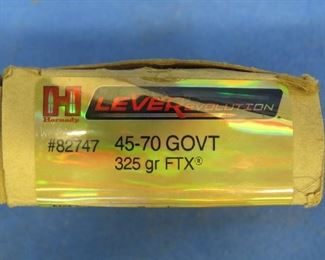 H LEVERevolution
Hornady
#82747 45-70 GOVT
325 gr FTX®